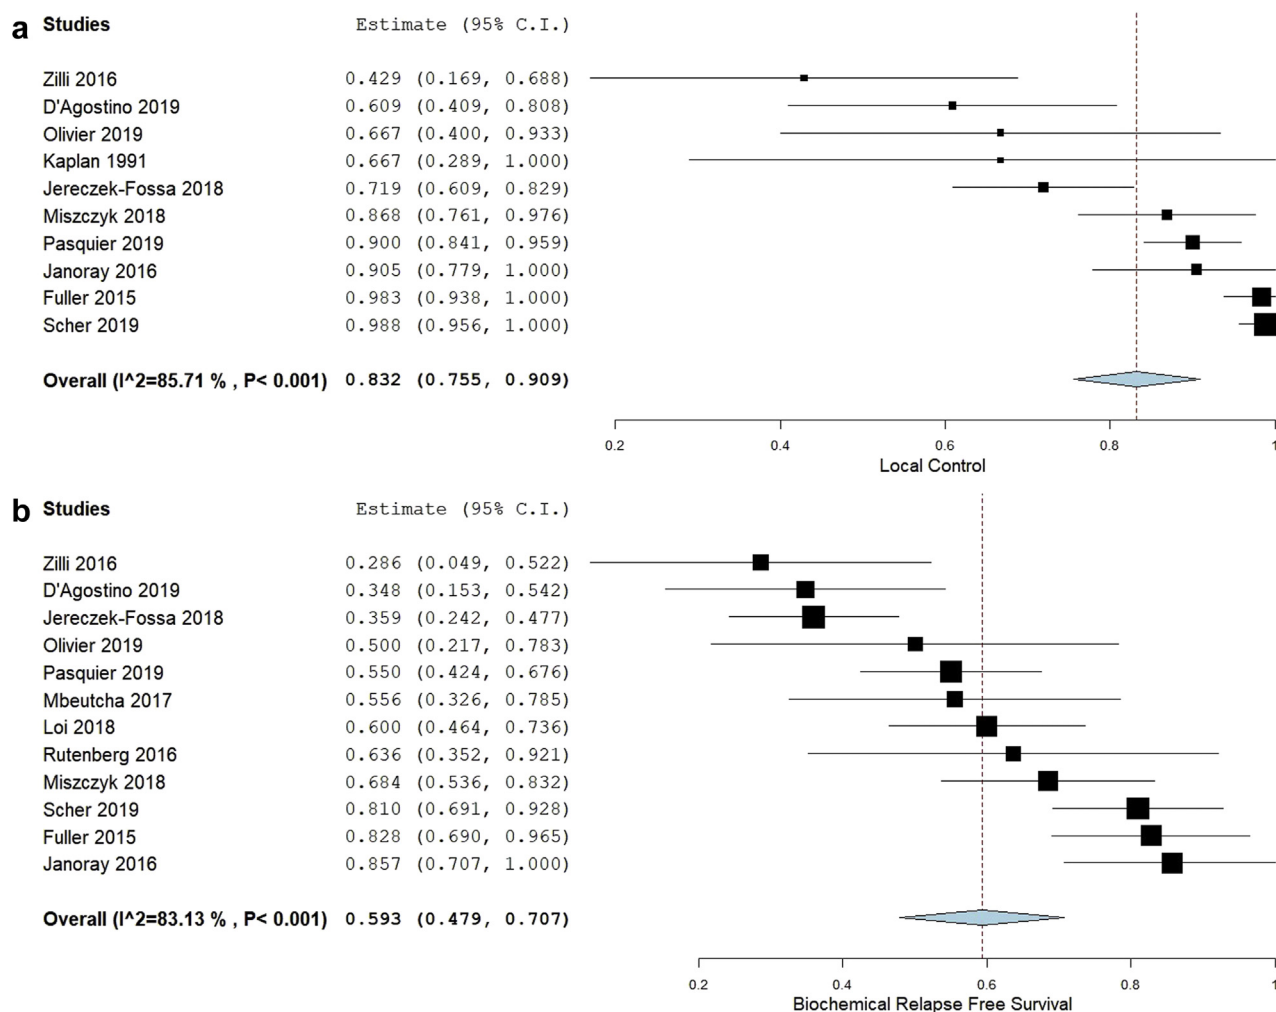 a Studies Estimate (95% C.I.)
Zilli 2016 0.429 (0.169, 0.688)
D'Agostino 2019 0.609 (0.409, 0.808)
Olivier 2019 0.667 (0.400, 0.933)
Kaplan 1991 0.667 (0.289, 1.000)
Jereczek-Fossa 2018 0.719 (0.609, 0.829)
Miszczyk 2018 0.868 (0.761, 0.976)
Pasquier 2019 0.900 (0.841, 0.959)
Janoray 2016 0.905 (0.779, 1.000)
Fuller 2015 0.983 (0.938, 1.000)
Scher 2019 0.988 (0.956, 1.000)
Overall (I^2=85.71 % , P< 0.001) 0.832 (0.755, 0.909)
0.2 0.4 0.6 0.8 1
Local Control
b Studies Estimate (95% C.I.)
Zilli 2016 0.286 (0.049, 0.522)
D'Agostino 2019 0.348 (0.153, 0.542)
Jereczek-Fossa 2018 0.359 (0.242, 0.477)
Olivier 2019 0.500 (0.217, 0.783)
Pasquier 2019 0.550 (0.424, 0.676)
Mbeutcha 2017 0.556 (0.326, 0.785)
Loi 2018 0.600 (0.464, 0.736)
Rutenberg 2016 0.636 (0.352, 0.921)
Miszczyk 2018 0.684 (0.536, 0.832)
Scher 2019 0.810 (0.691, 0.928)
Fuller 2015 0.828 (0.690, 0.965)
Janoray 2016 0.857 (0.707, 1.000)
Overall (I^2=83.13 % , P< 0.001) 0.593 (0.479, 0.707)
0.2 0.4 0.6 0.8 1
Biochemical Relapse Free Survival